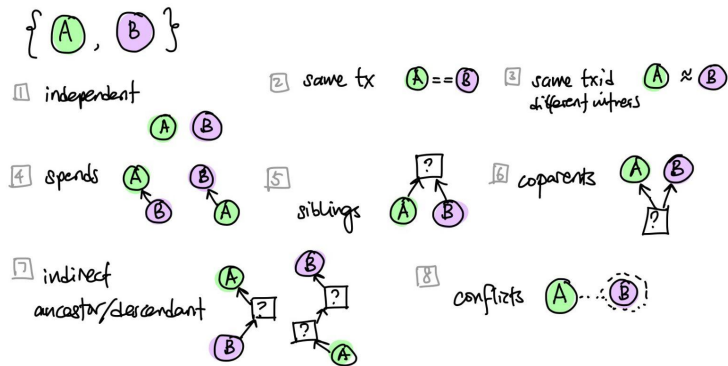 { A , B }
1 independent
A B
2 same tx A == B
3 same txid A ≈ B
different witness
4 spends A B
B A
5 siblings ?
A B
6 coparents A B
?
7 indirect
ancestor/descendant
A B
? ?
B ? A
8 conflicts A B